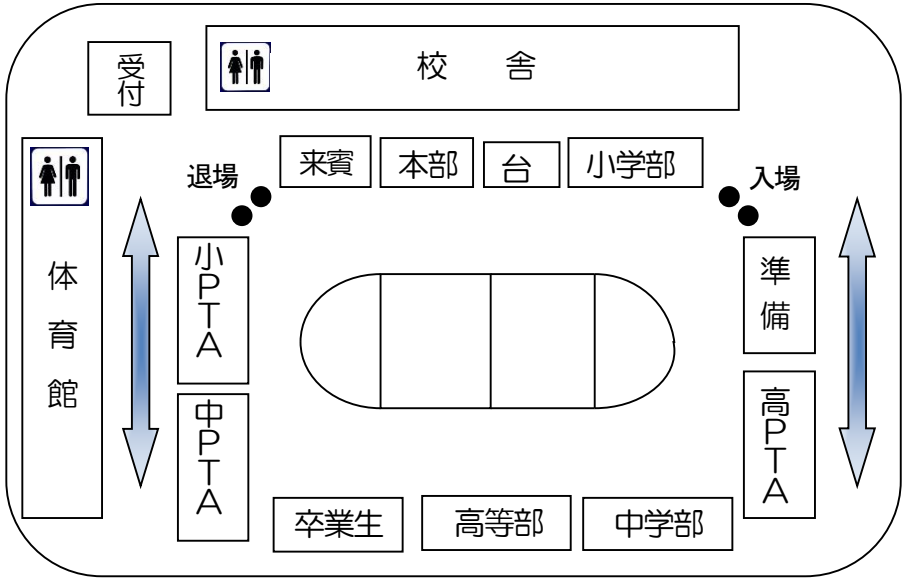 受付
校舎
来賓
本部
台
小学部
退場
入場
体育館
小PTA
準備
中PTA
高PTA
卒業生
高等部
中学部